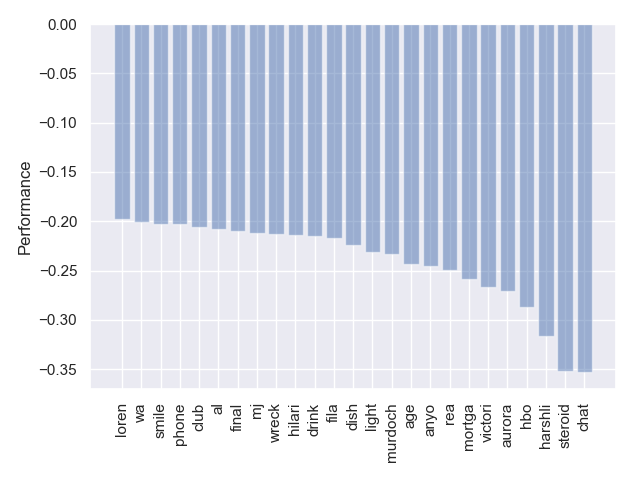 0.00
−0.05
−0.10
−0.15
−0.20
−0.25
−0.30
−0.35
Performance
loren
wa
smile
phone
club
al
final
mj
wreck
hilari
drink
fila
dish
light
murdoch
age
anyo
rea
mortga
victori
aurora
hbo
harshli
steroid
chat